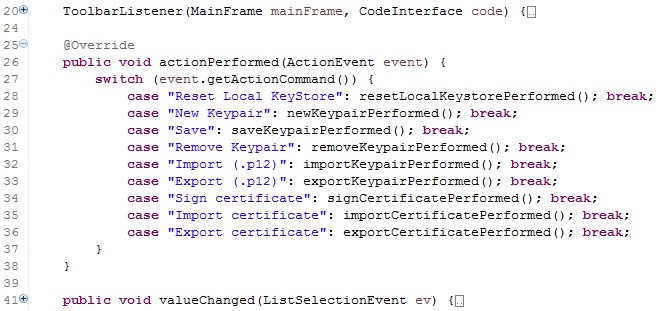 20 ToolbarListener(MainFrame mainFrame, CodeInterface code) {
24
25 @Override
26 public void actionPerformed(ActionEvent event) {
27 switch (event.getActionCommand()) {
28 case "Reset Local KeyStore": resetLocalKeystorePerformed(); break;
29 case "New Keypair": newKeypairPerformed(); break;
30 case "Save": saveKeypairPerformed(); break;
31 case "Remove Keypair": removeKeypairPerformed(); break;
32 case "Import (.p12)": importKeypairPerformed(); break;
33 case "Export (.p12)": exportKeypairPerformed(); break;
34 case "Sign certificate": signCertificatePerformed(); break;
35 case "Import certificate": importCertificatePerformed(); break;
36 case "Export certificate": exportCertificatePerformed(); break;
37 }
38 }
39
41 public void valueChanged(ListSelectionEvent ev) {